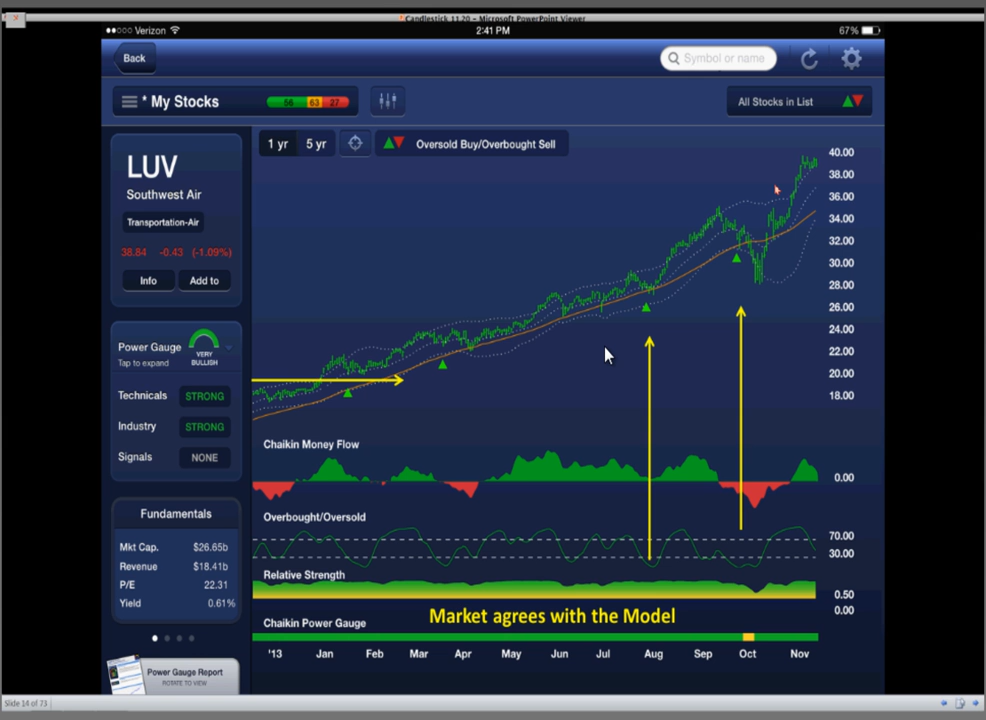 Candlestick 11.20 - Microsoft PowerPoint Viewer
Verizon 2:41 PM 67%
Back
Symbol or name
* My Stocks 56 63 27
All Stocks in List
LUV
Southwest Air
Transportation-Air
38.84 -0.43 (-1.09%)
Info Add to
Power Gauge
Tap to expand
VERY
BULLISH
Technicals STRONG
Industry STRONG
Signals NONE
Fundamentals
Mkt Cap. $26.65b
Revenue $18.41b
P/E 22.31
Yield 0.61%
Power Gauge Report
ROTATE TO VIEW
1 yr 5 yr Oversold Buy/Overbought Sell
40.00
38.00
36.00
34.00
32.00
30.00
28.00
26.00
24.00
22.00
20.00
18.00
Chaikin Money Flow
0.00
Overbought/Oversold
70.00
30.00
Relative Strength
0.50
0.00
Market agrees with the Model
Chaikin Power Gauge
'13 Jan Feb Mar Apr May Jun Jul Aug Sep Oct Nov
Slide 14 of 73